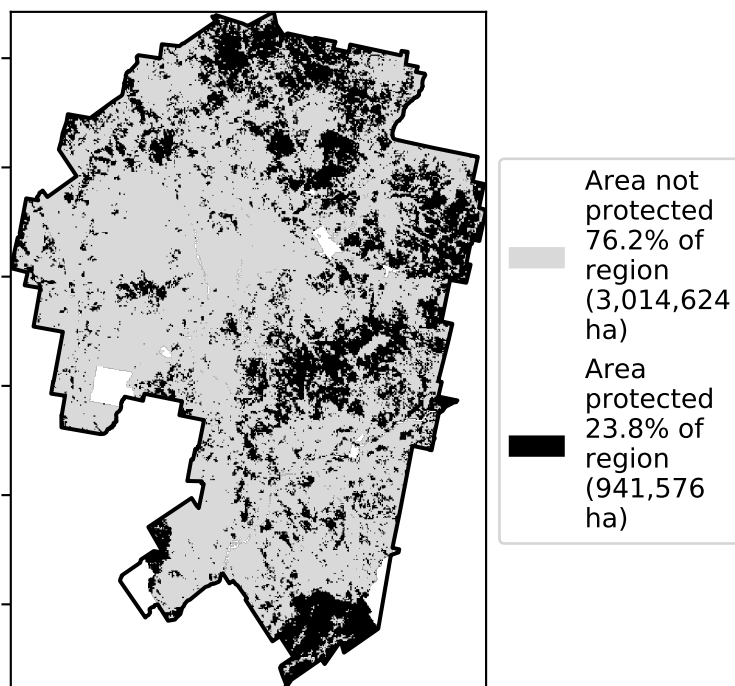 Area not
protected
76.2% of
region
(3,014,624
ha)
Area
protected
23.8% of
region
(941,576
ha)